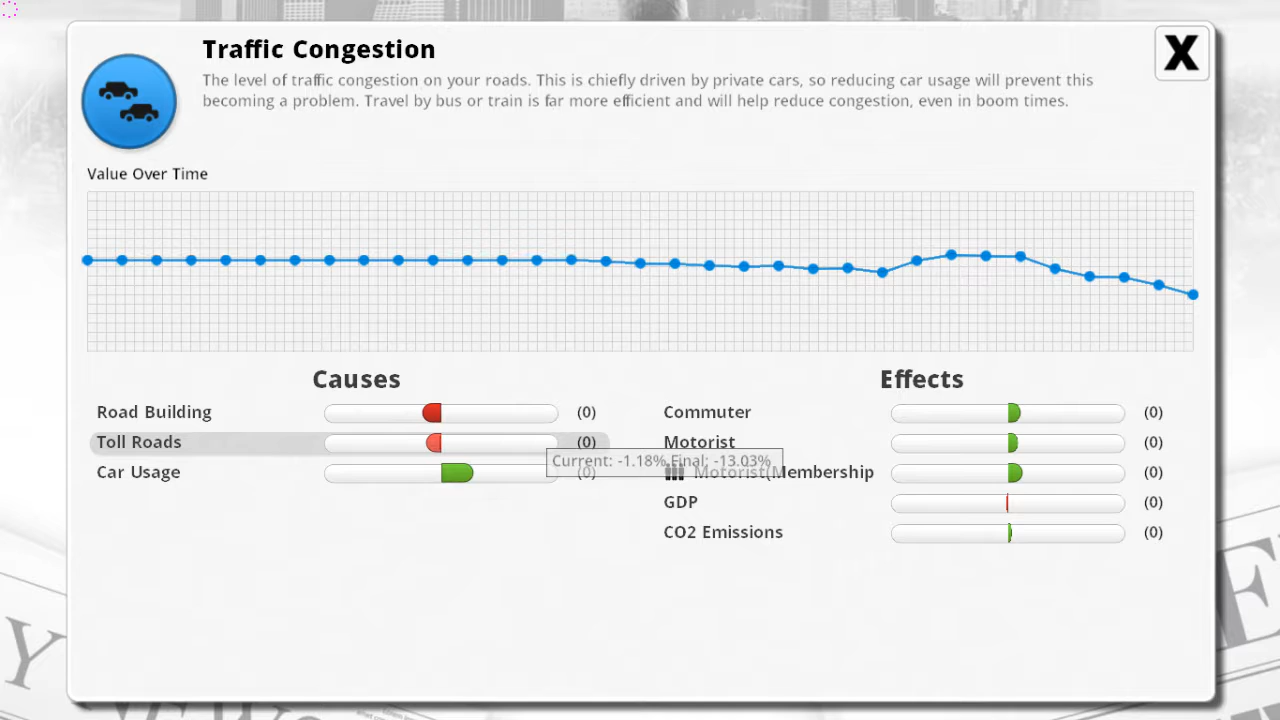 Traffic Congestion
X
The level of traffic congestion on your roads. This is chiefly driven by private cars, so reducing car usage will prevent this
becoming a problem. Travel by bus or train is far more efficient and will help reduce congestion, even in boom times.
Value Over Time
Causes
Road Building (0)
Toll Roads (0)
Car Usage (0)
Effects
Commuter (0)
Motorist
(0)
Current: -1.18% Final: -13.03%
Motorist(Membership (0)
GDP (0)
CO2 Emissions (0)